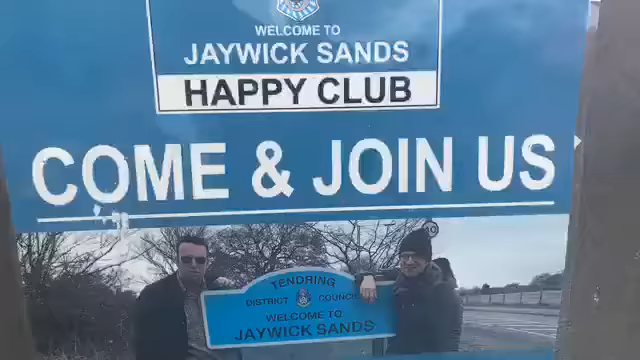 WELCOME TO
JAYWICK SANDS
HAPPY CLUB
COME & JOIN US
TENDRING
DISTRICT COUNCIL
WELCOME TO
JAYWICK SANDS